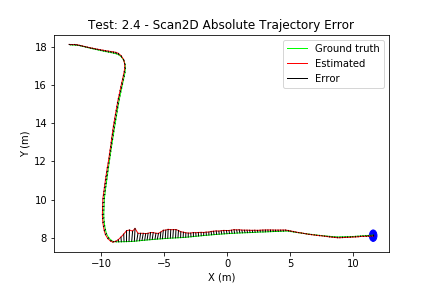 Test: 2.4 - Scan2D Absolute Trajectory Error
Ground truth
Estimated
Error
18
16
14
12
10
8
Y (m)
−10
−5
0
5
10
X (m)